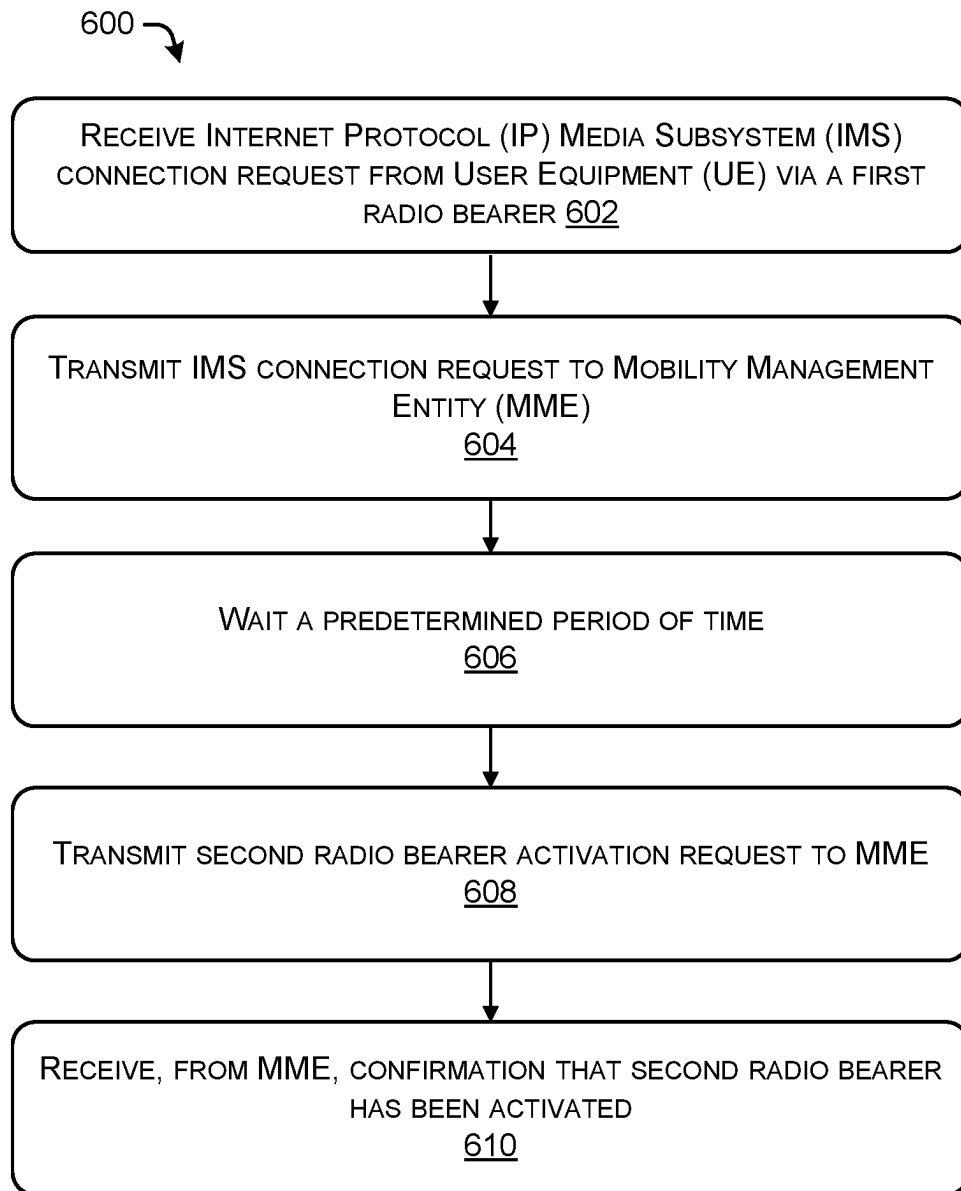 600
RECEIVE INTERNET PROTOCOL (IP) MEDIA SUBSYSTEM (IMS)
CONNECTION REQUEST FROM USER EQUIPMENT (UE) VIA A FIRST
RADIO BEARER 602
TRANSMIT IMS CONNECTION REQUEST TO MOBILITY MANAGEMENT
ENTITY (MME)
604
WAIT A PREDETERMINED PERIOD OF TIME
606
TRANSMIT SECOND RADIO BEARER ACTIVATION REQUEST TO MME
608
RECEIVE, FROM MME, CONFIRMATION THAT SECOND RADIO BEARER
HAS BEEN ACTIVATED
610